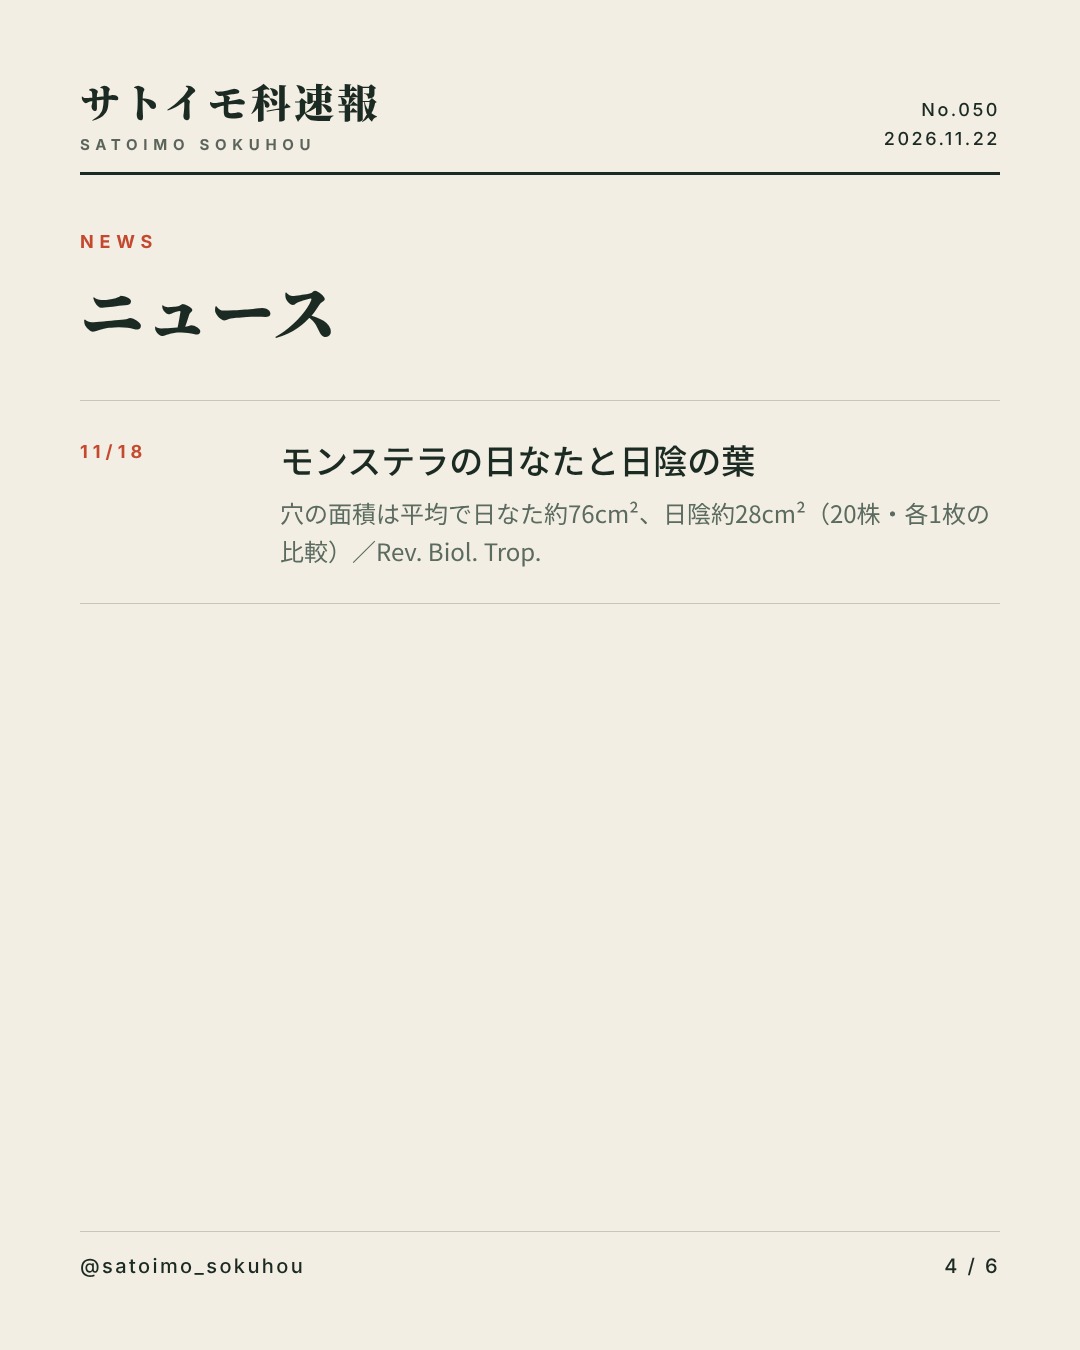 サトイモ科速報
SATOIMO SOKUHOU
No.050
2026.11.22
NEWS
ニュース
11/18
モンステラの日なたと日陰の葉
穴の面積は平均で日なた約76cm²、日陰約28cm²（20株・各1枚の
比較）／Rev. Biol. Trop.
@satoimo_sokuhou
4 / 6